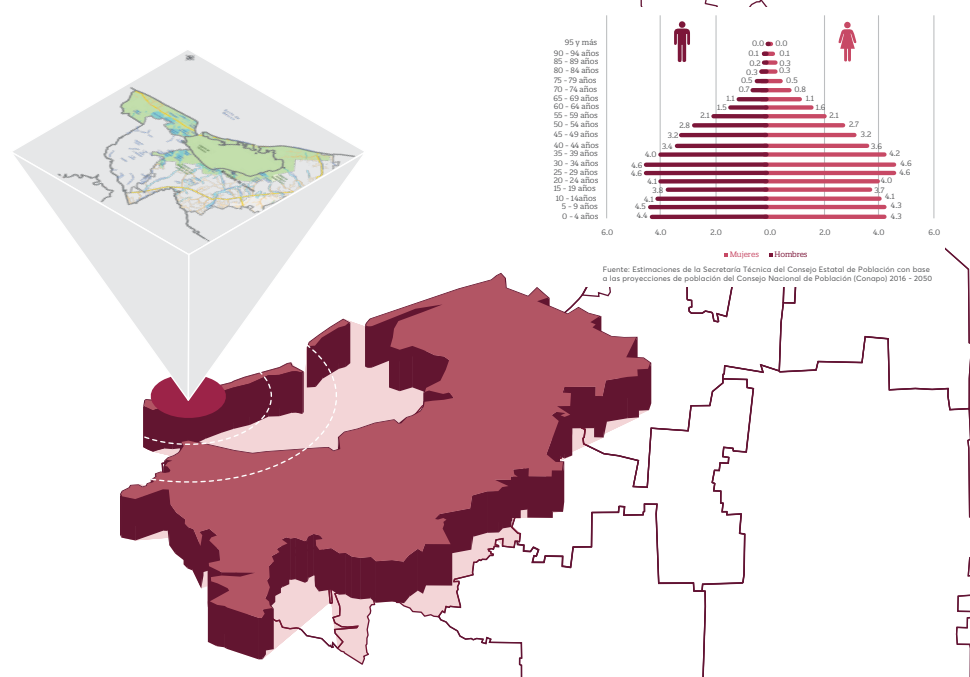 95 y más 0.0 0.0
90 - 94 años 0.1 0.1
85 - 89 años 0.2 0.3
80 - 84 años 0.3 0.3
75 - 79 años 0.5 0.5
70 - 74 años 0.7 0.8
65 - 69 años 1.1 1.1
60 - 64 años 1.5 1.6
55 - 59 años 2.1 2.1
50 - 54 años 2.8 2.7
45 - 49 años 3.2 3.2
40 - 44 años 3.4 3.6
35 - 39 años 4.0 4.2
30 - 34 años 4.6 4.6
25 - 29 años 4.6 4.6
20 - 24 años 4.1 4.0
15 - 19 años 3.8 3.7
10 - 14años 4.1 4.1
5 - 9 años 4.5 4.3
0 - 4 años 4.4 4.3
6.0 4.0 2.0 0.0 2.0 4.0 6.0
Mujeres Hombres
Fuente: Estimaciones de la Secretaría Técnica del Consejo Estatal de Población con base
a las proyecciones de población del Consejo Nacional de Población (Conapo) 2016 - 2050